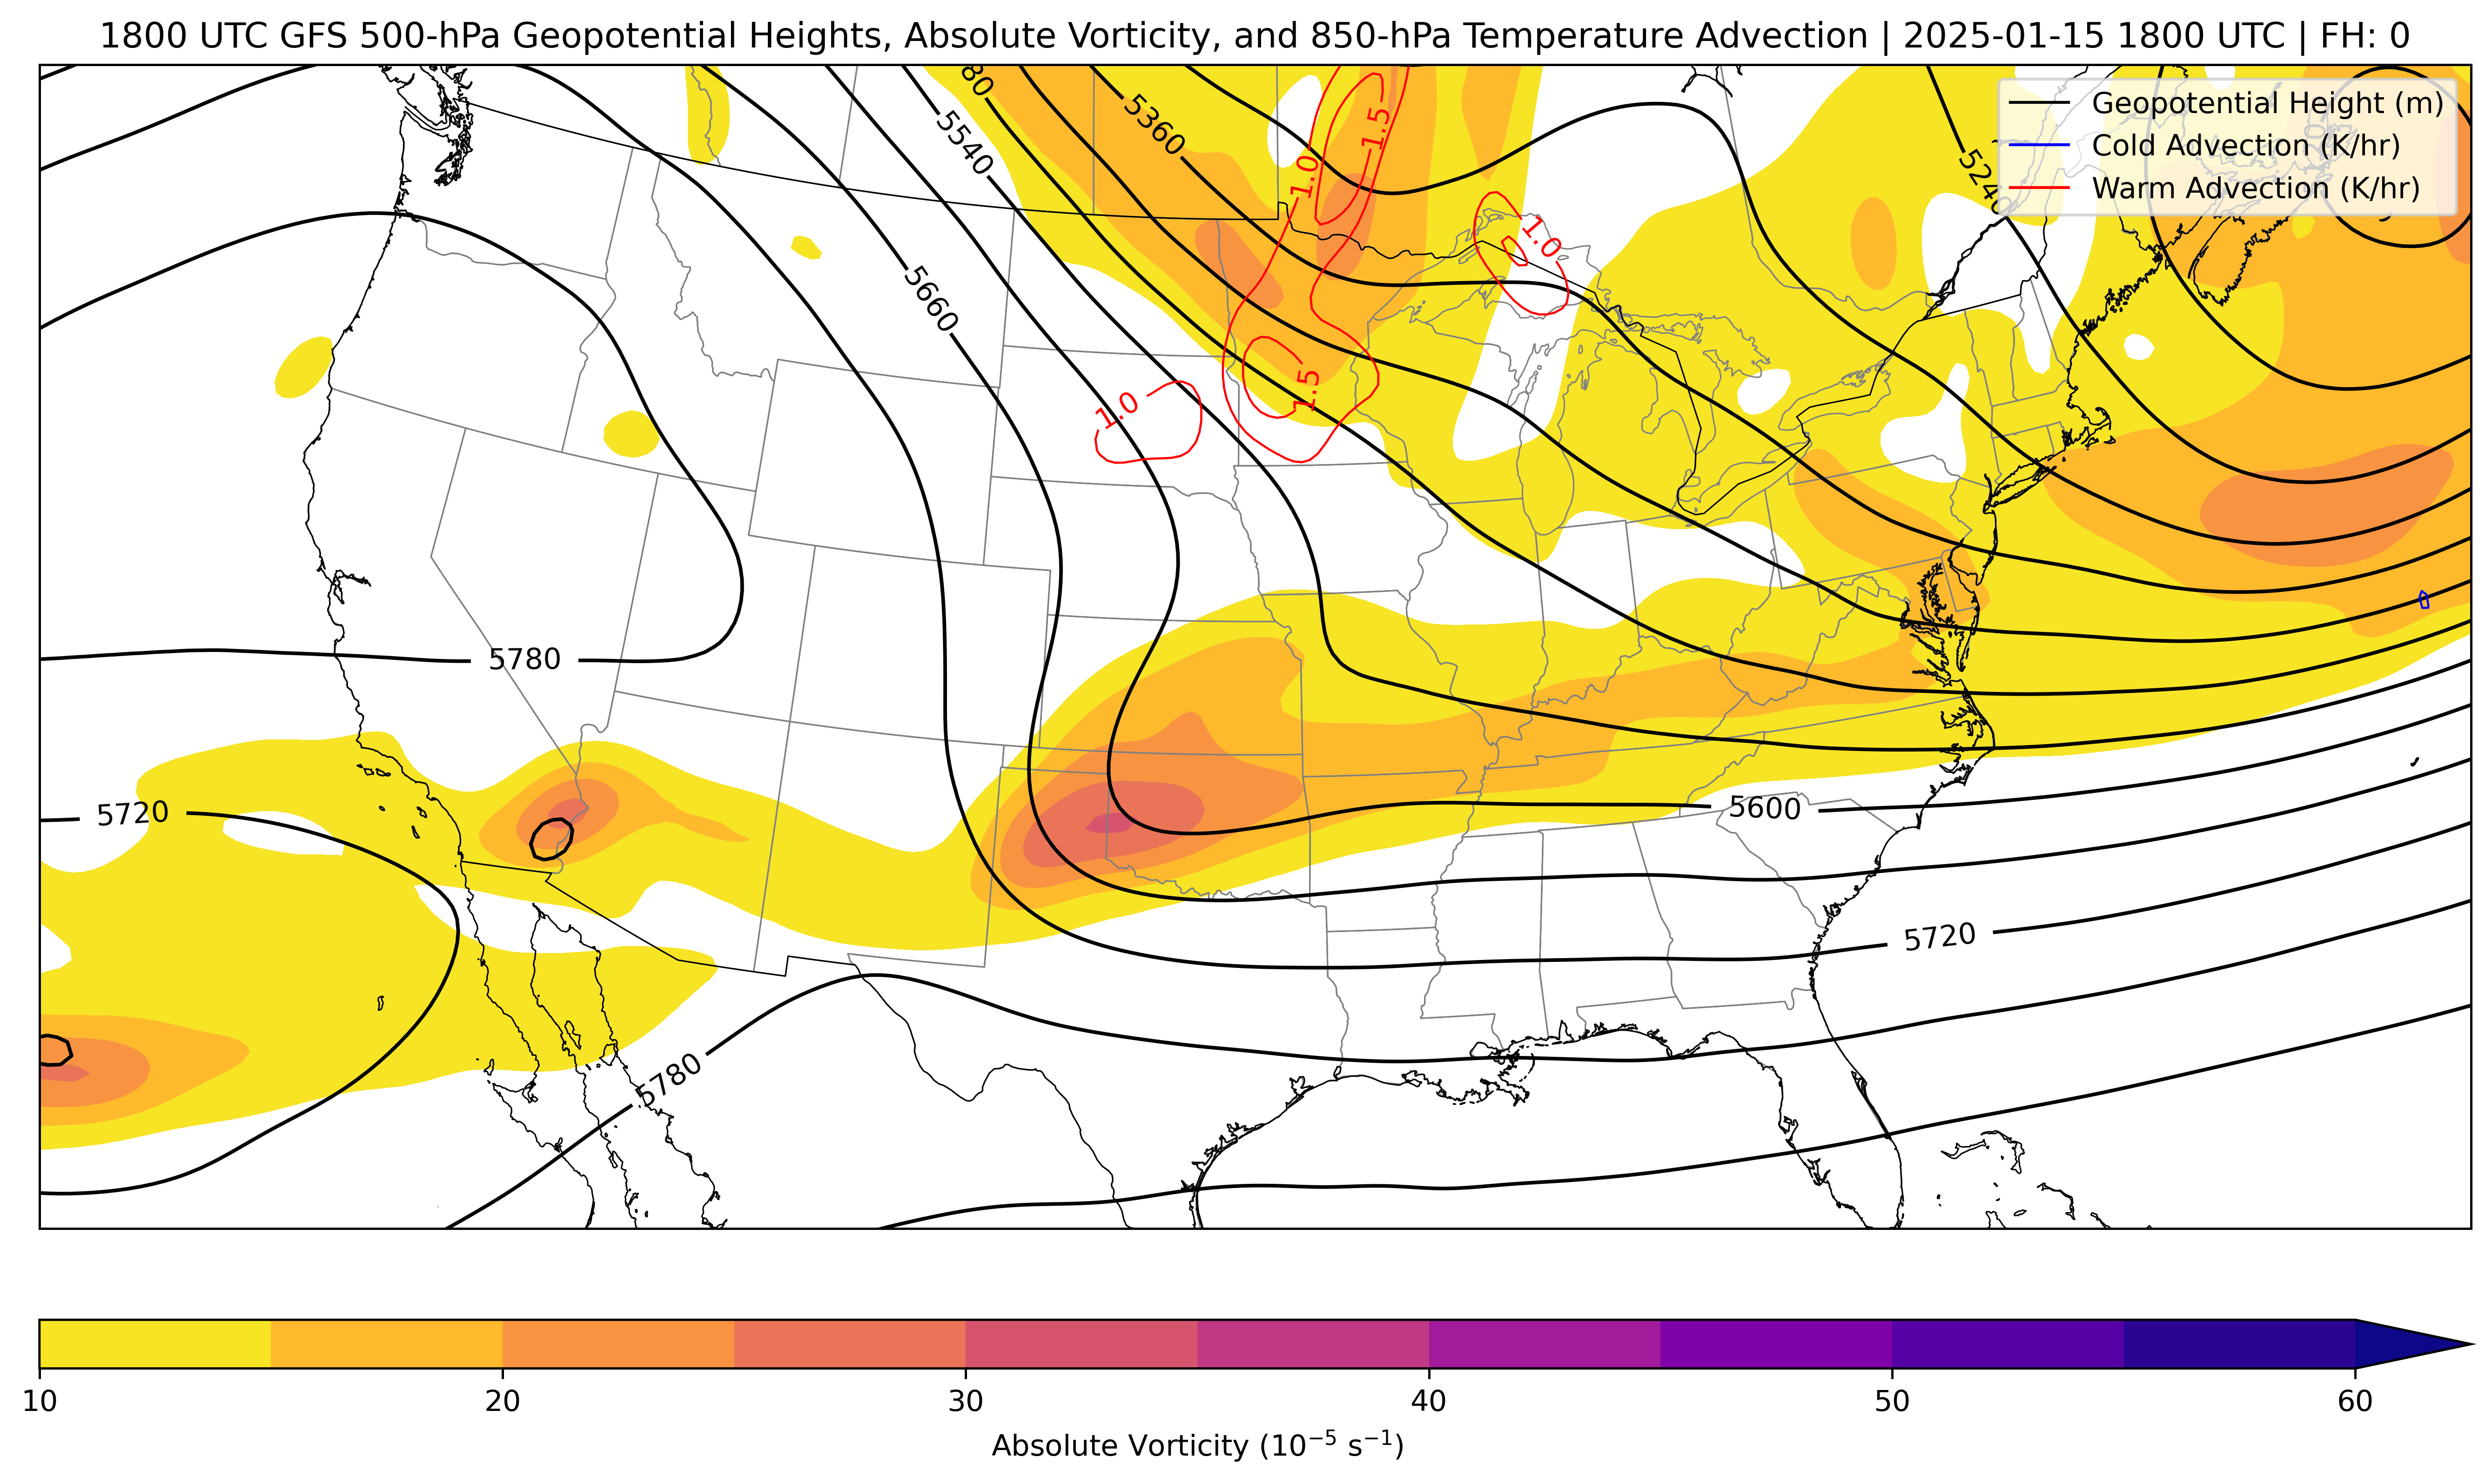 1800 UTC GFS 500-hPa Geopotential Heights, Absolute Vorticity, and 850-hPa Temperature Advection | 2025-01-15 1800 UTC | FH: 0
Geopotential Height (m)
Cold Advection (K/hr)
Warm Advection (K/hr)
80
5360
5540
1.5
1.0
5240
1.0
5660
1.5
1.0
5780
5720
5600
5720
5780
10 20 30 40 50 60
Absolute Vorticity (10⁻⁵ s⁻¹)